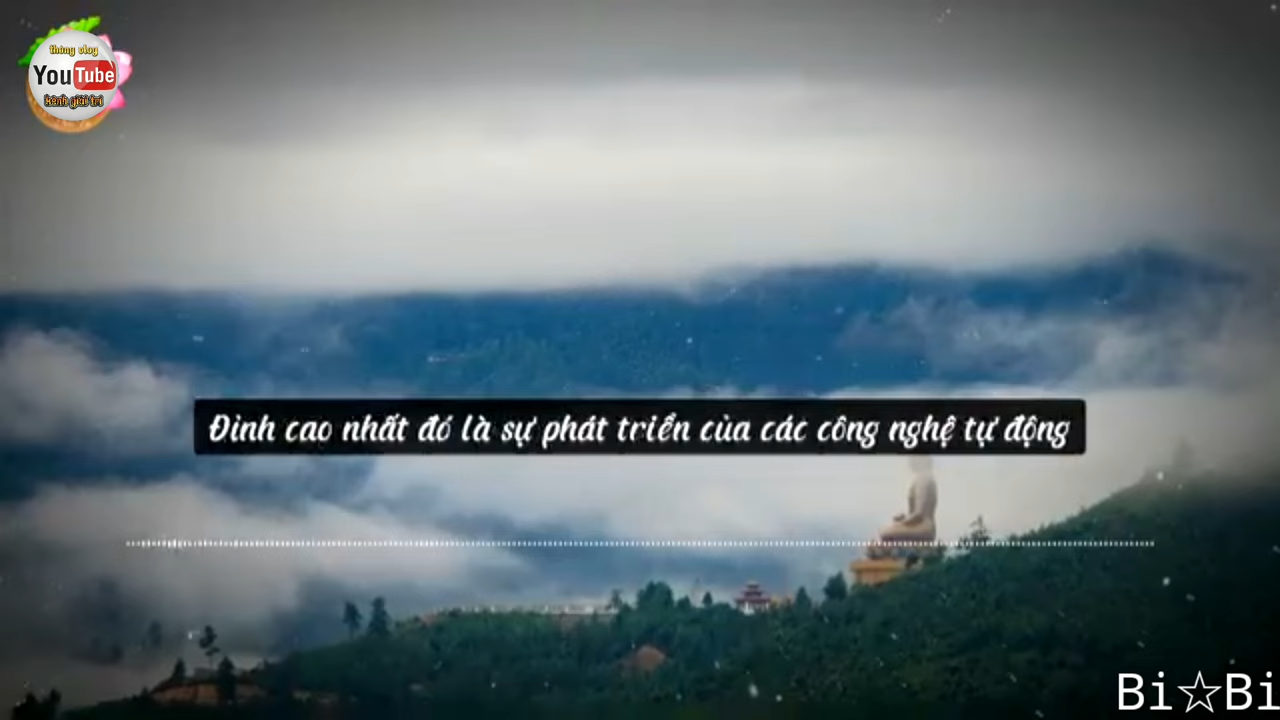 thắng vlog
YouTube
kênh giải trí
Đỉnh cao nhất đó là sự phát triển của các công nghệ tự động
Bi☆Bi